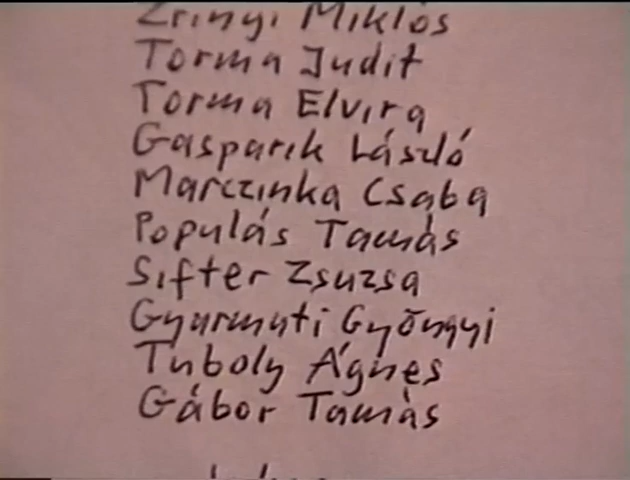 Zrinyi Miklós
Torma Judit
Torma Elvira
Gasparik László
Marczinka Csaba
Populás Tamás
Sifter Zsuzsa
Gyarmati Gyöngyi
Tuboly Ágnes
Gábor Tamás